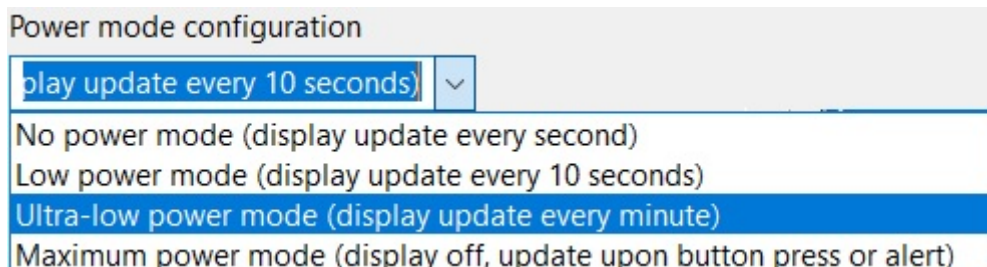 Power mode configuration
play update every 10 seconds)
No power mode (display update every second)
Low power mode (display update every 10 seconds)
Ultra-low power mode (display update every minute)
Maximum power mode (display off, update upon button press or alert)